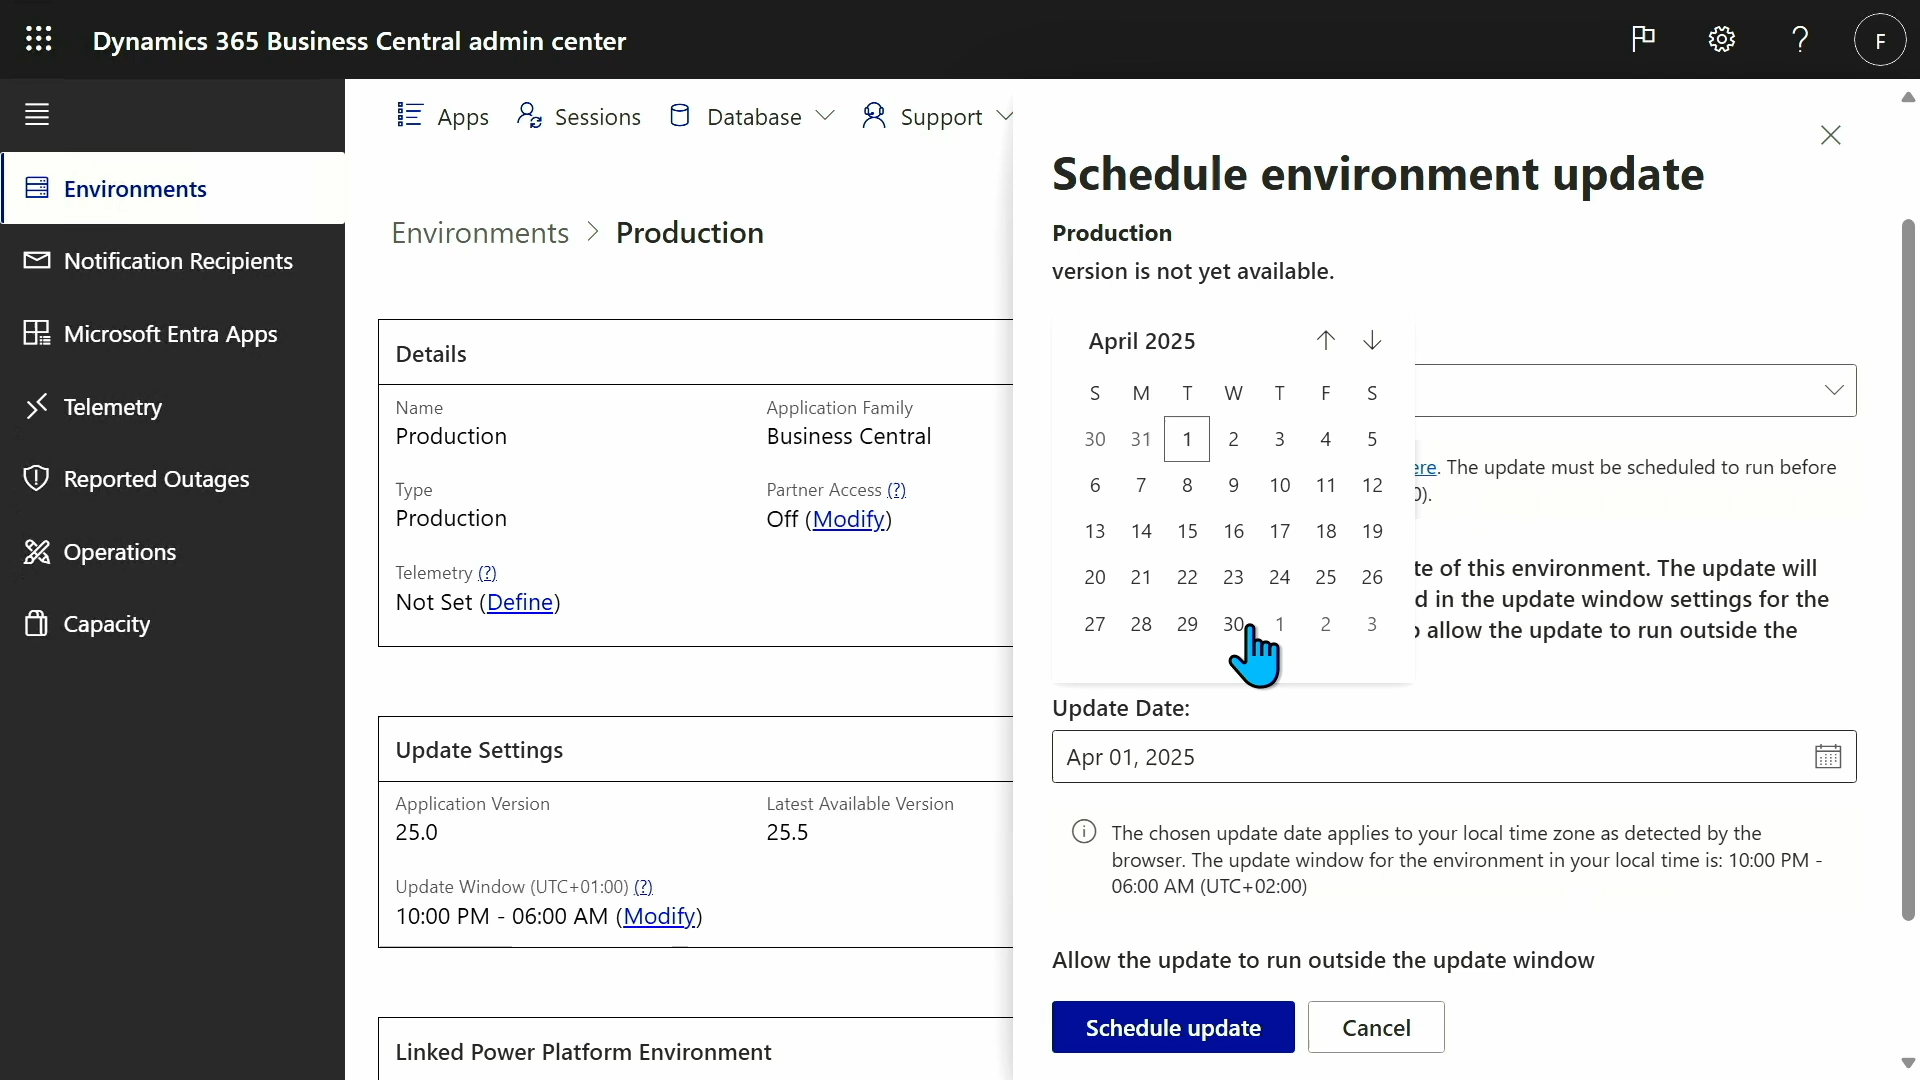 Dynamics 365 Business Central admin center
F
Environments
Notification Recipients
Microsoft Entra Apps
Telemetry
Reported Outages
Operations
Capacity
Apps
Sessions
Database
Support
Environments > Production
Details
Name
Production
Application Family
Business Central
Type
Production
Partner Access (?)
Off (Modify)
Telemetry (?)
Not Set (Define)
Update Settings
Application Version
25.0
Latest Available Version
25.5
Update Window (UTC+01:00) (?)
10:00 PM - 06:00 AM (Modify)
Linked Power Platform Environment
Schedule environment update
Production
version is not yet available.
April 2025
S M T W T F S
30 31 1 2 3 4 5
6 7 8 9 10 11 12
13 14 15 16 17 18 19
20 21 22 23 24 25 26
27 28 29 30 1 2 3
ere. The update must be scheduled to run before
0).
te of this environment. The update will
d in the update window settings for the
allow the update to run outside the
Update Date:
Apr 01, 2025
The chosen update date applies to your local time zone as detected by the
browser. The update window for the environment in your local time is: 10:00 PM -
06:00 AM (UTC+02:00)
Allow the update to run outside the update window
Schedule update
Cancel